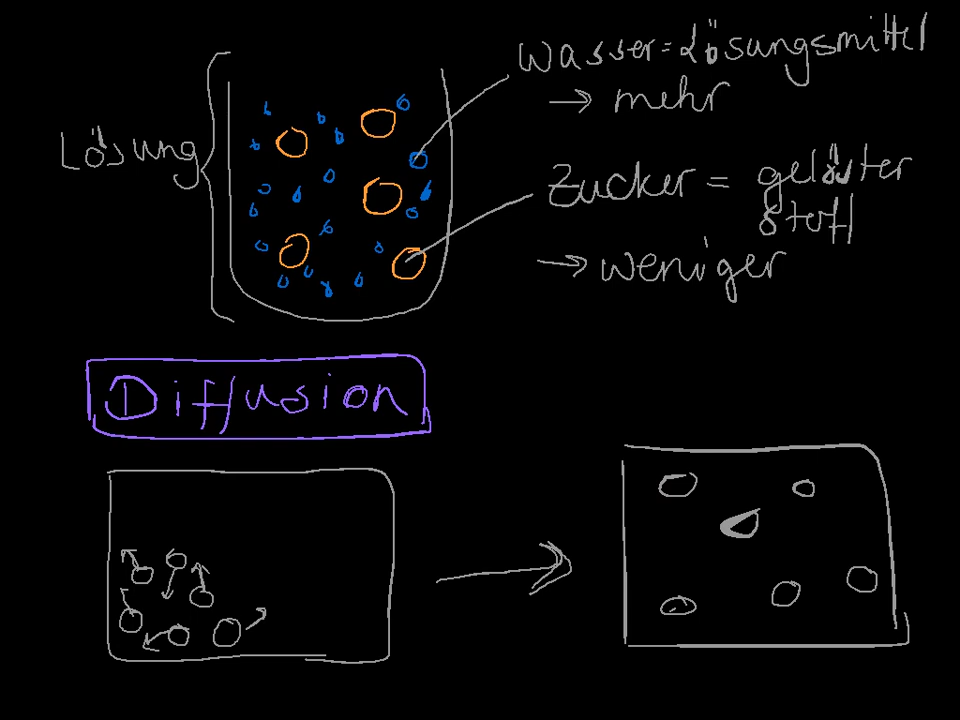 Wasser = Lösungsmittel
→ mehr
Lösung
Zucker = gelöster
Stoff
→ weniger
Diffusion